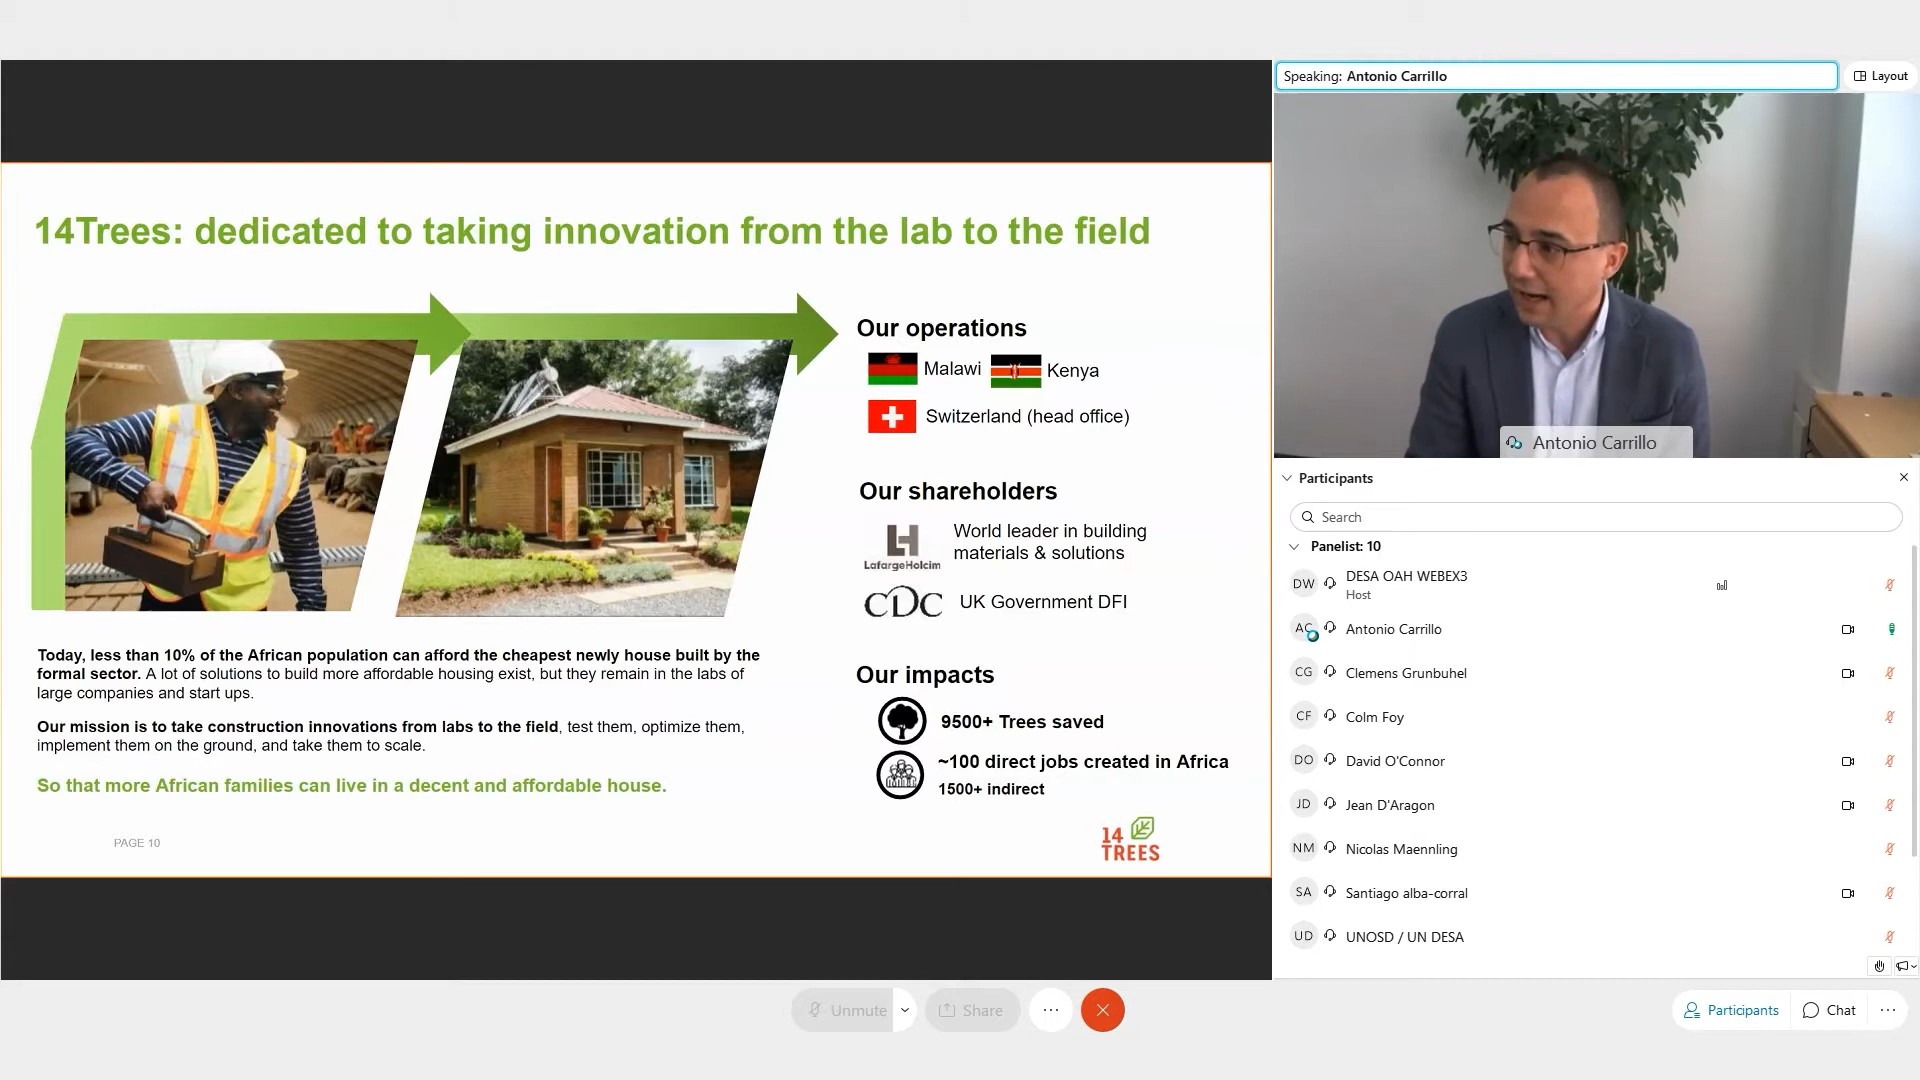 Speaking: Antonio Carrillo
Layout
14Trees: dedicated to taking innovation from the lab to the field
Our operations
Malawi
Kenya
Switzerland (head office)
Our shareholders
LafargeHolcim
World leader in building
materials & solutions
CDC
UK Government DFI
Our impacts
9500+ Trees saved
~100 direct jobs created in Africa
1500+ indirect
Today, less than 10% of the African population can afford the cheapest newly house built by the
formal sector. A lot of solutions to build more affordable housing exist, but they remain in the labs of
large companies and start ups.
Our mission is to take construction innovations from labs to the field, test them, optimize them,
implement them on the ground, and take them to scale.
So that more African families can live in a decent and affordable house.
PAGE 10
14
TREES
Antonio Carrillo
Participants
Search
Panelist: 10
DW
DESA OAH WEBEX3
Host
AC
Antonio Carrillo
CG
Clemens Grunbuhel
CF
Colm Foy
DO
David O'Connor
JD
Jean D'Aragon
NM
Nicolas Maennling
SA
Santiago alba-corral
UD
UNOSD / UN DESA
Unmute
Share
Participants
Chat